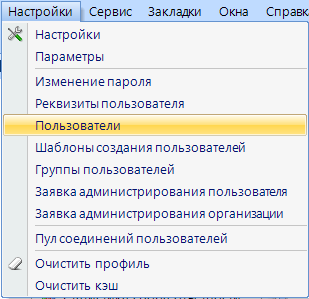 Настройки Сервис Закладки Окна Справк
Настройки
Параметры
Изменение пароля
Реквизиты пользователя
Пользователи
Шаблоны создания пользователей
Группы пользователей
Заявка администрирования пользователя
Заявка администрирования организации
Пул соединений пользователей
Очистить профиль
Очистить кэш